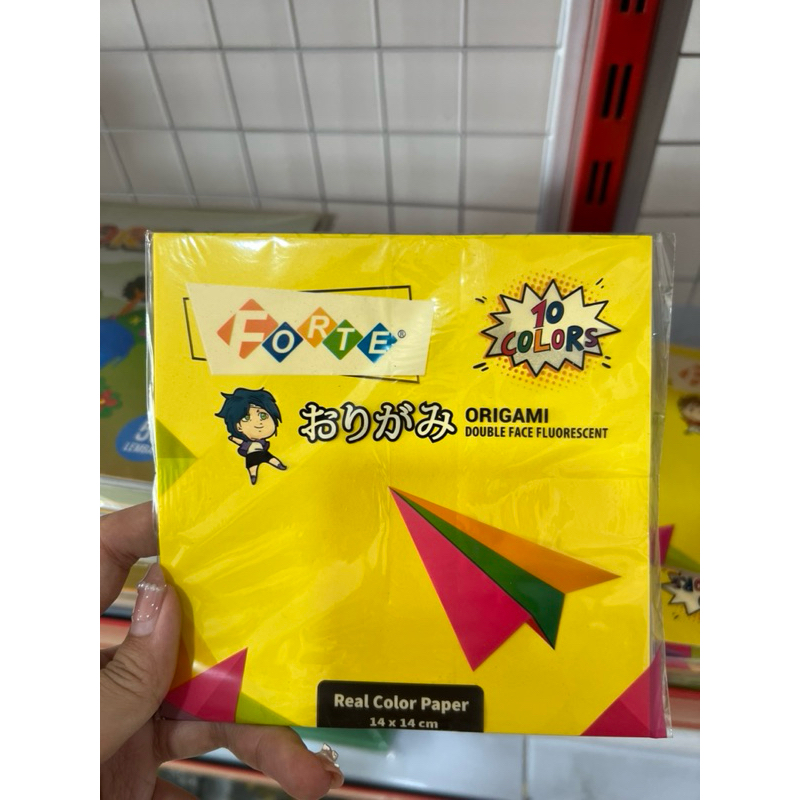 FORTE®
10
COLORS
おりがみ
ORIGAMI
DOUBLE FACE FLUORESCENT
Real Color Paper
14 x 14 cm